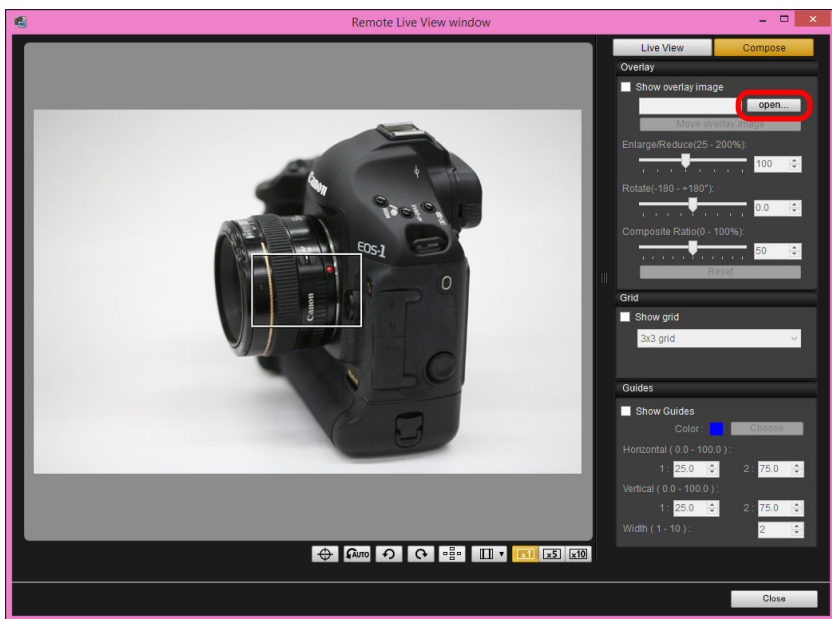 Remote Live View window
Live View
Compose
Overlay
Show overlay image
open...
Move overlay image
Enlarge/Reduce(25 - 200%):
100
Rotate(-180 - +180°):
0.0
Composite Ratio(0 - 100%):
50
Reset
Grid
Show grid
3x3 grid
Guides
Show Guides
Color :
Choose
Horizontal ( 0.0 - 100.0 ) :
1 : 25.0 2 : 75.0
Vertical ( 0.0 - 100.0 ) :
1 : 25.0 2 : 75.0
Width ( 1 - 10 ) :
2
Canon
EOS-1
Canon
AUTO
x1 x5 x10
Close